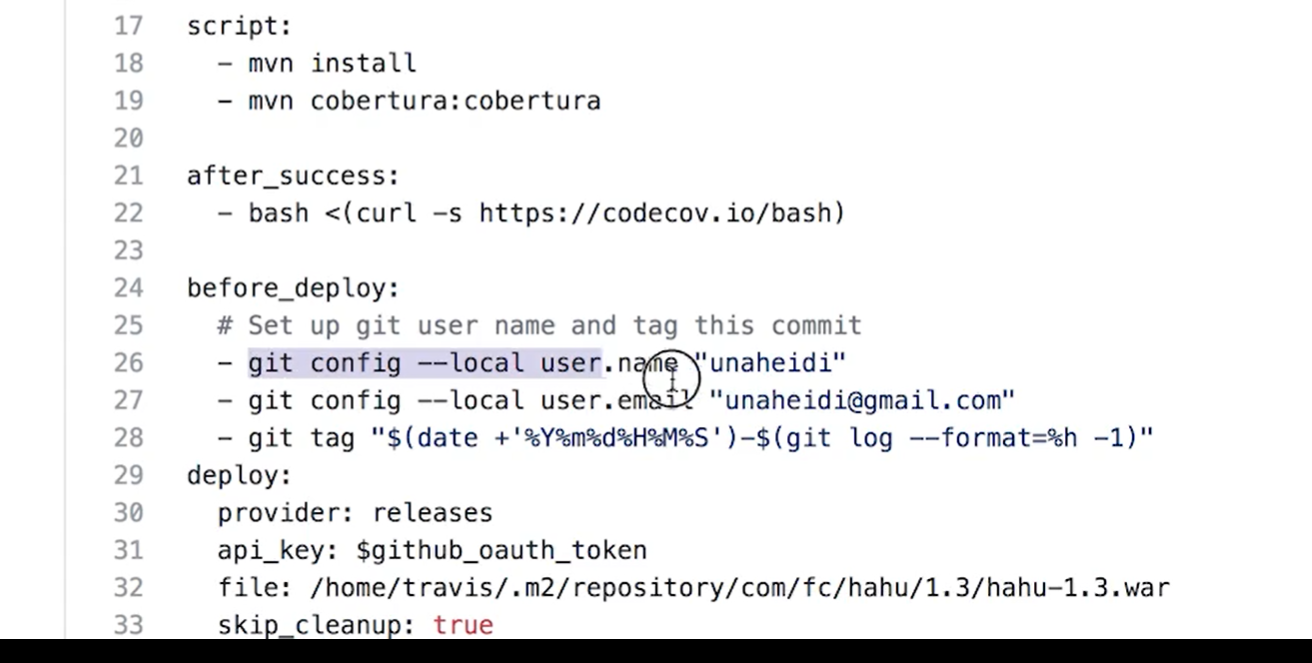 17 script:
18 - mvn install
19 - mvn cobertura:cobertura
20
21 after_success:
22 - bash <(curl -s https://codecov.io/bash)
23
24 before_deploy:
25 # Set up git user name and tag this commit
26 - git config --local user.name "unaheidi"
27 - git config --local user.email "unaheidi@gmail.com"
28 - git tag "$(date +'%Y%m%d%H%M%S')-$(git log --format=%h -1)"
29 deploy:
30 provider: releases
31 api_key: $github_oauth_token
32 file: /home/travis/.m2/repository/com/fc/hahu/1.3/hahu-1.3.war
33 skip_cleanup: true